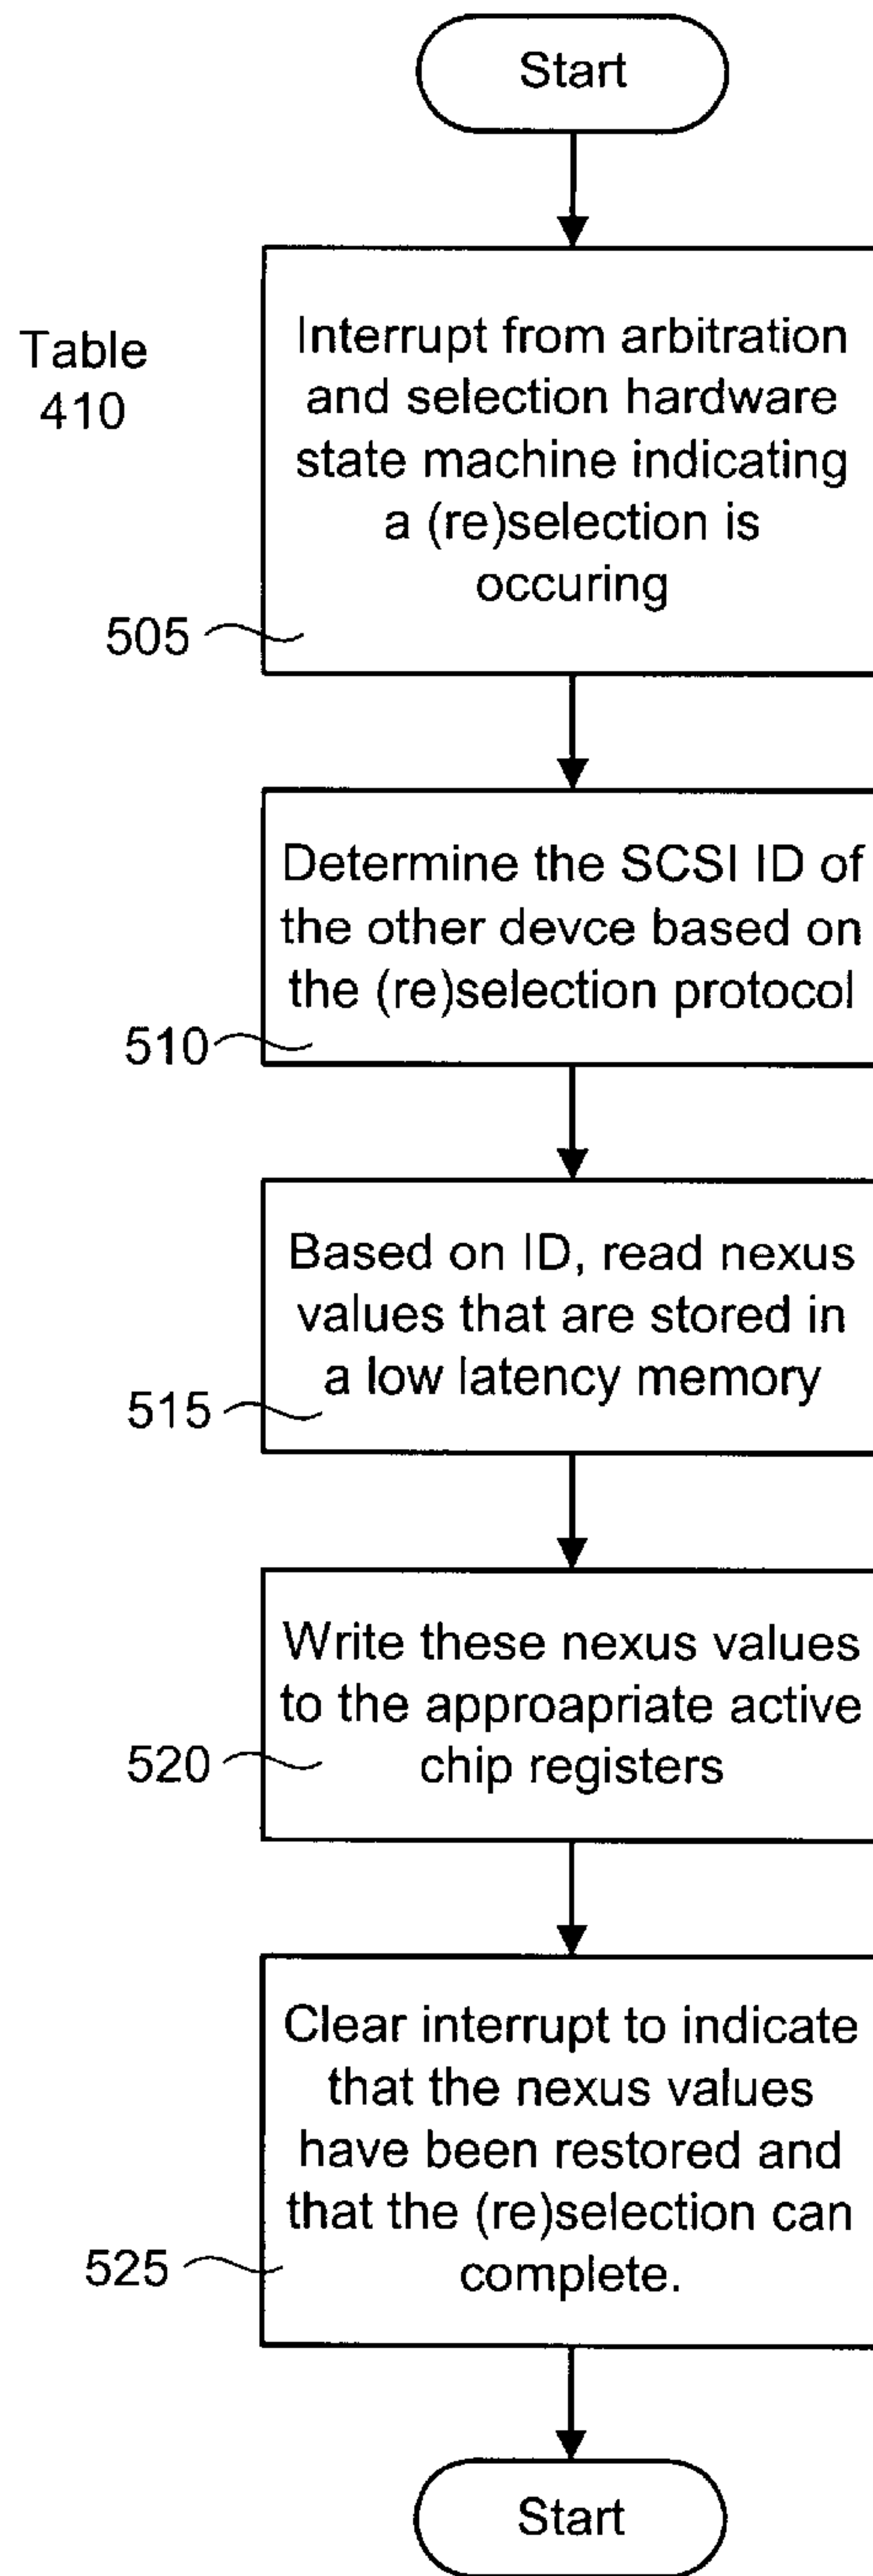 Start
Table
410
Interrupt from arbitration
and selection hardware
state machine indicating
a (re)selection is
occuring
505
Determine the SCSI ID of
the other devce based on
the (re)selection protocol
510
Based on ID, read nexus
values that are stored in
a low latency memory
515
Write these nexus values
to the approapriate active
chip registers
520
Clear interrupt to indicate
that the nexus values
have been restored and
that the (re)selection can
complete.
525
Start